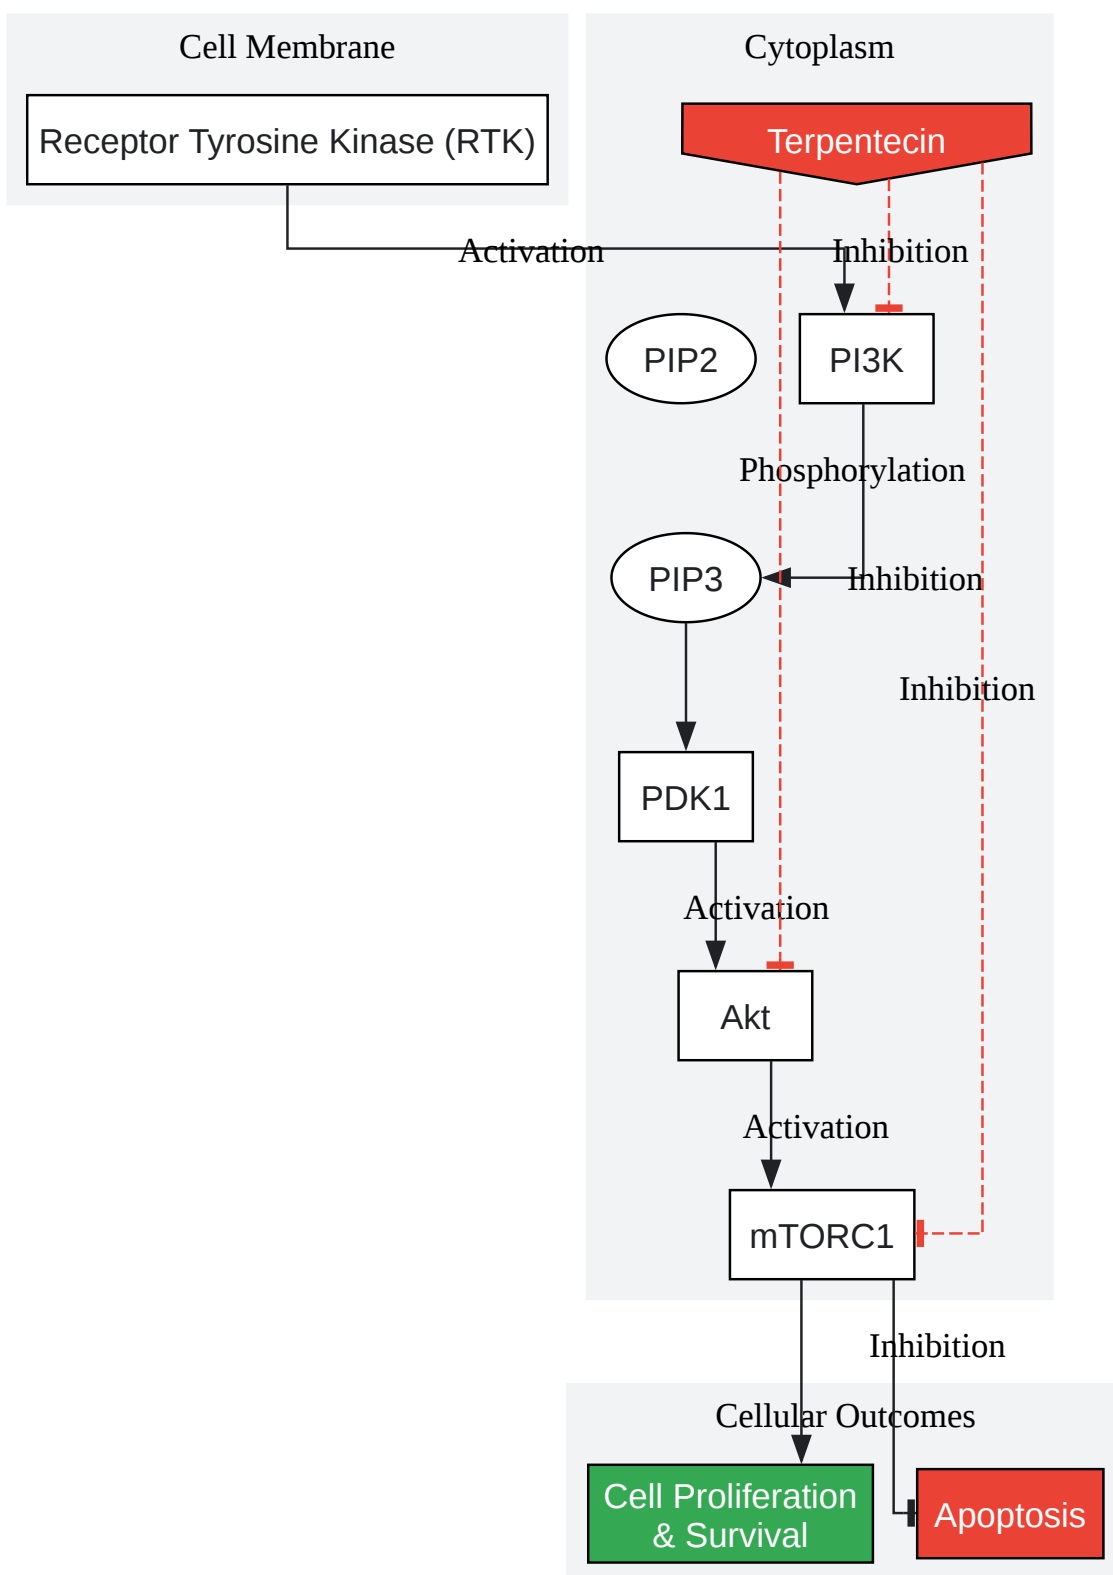 Cell Membrane
Cytoplasm
Receptor Tyrosine Kinase (RTK)
Terpentecin
Activation
Inhibition
PIP2
PI3K
Phosphorylation
PIP3
Inhibition
Inhibition
PDK1
Activation
Akt
Activation
mTORC1
Inhibition
Cellular Outcomes
Cell Proliferation
& Survival
Apoptosis